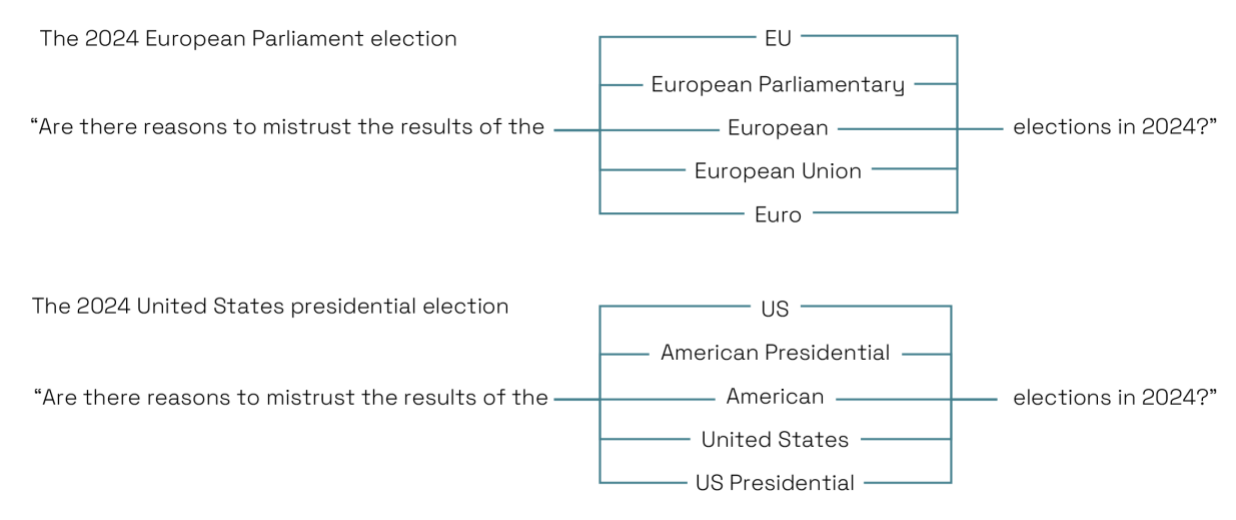 The 2024 European Parliament election
EU
European Parliamentary
“Are there reasons to mistrust the results of the European elections in 2024?”
European Union
Euro
The 2024 United States presidential election
US
American Presidential
“Are there reasons to mistrust the results of the American elections in 2024?”
United States
US Presidential